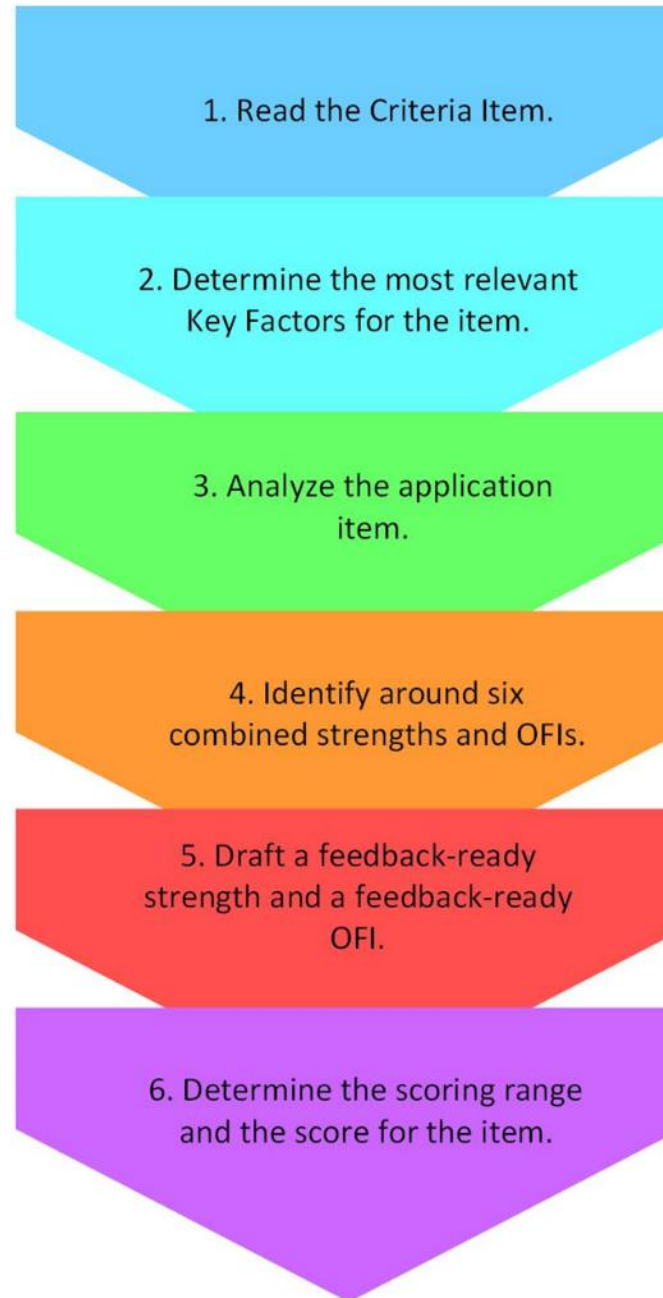 1. Read the Criteria Item.
2. Determine the most relevant
Key Factors for the item.
3. Analyze the application
item.
4. Identify around six
combined strengths and OFIs.
5. Draft a feedback-ready
strength and a feedback-ready
OFI.
6. Determine the scoring range
and the score for the item.